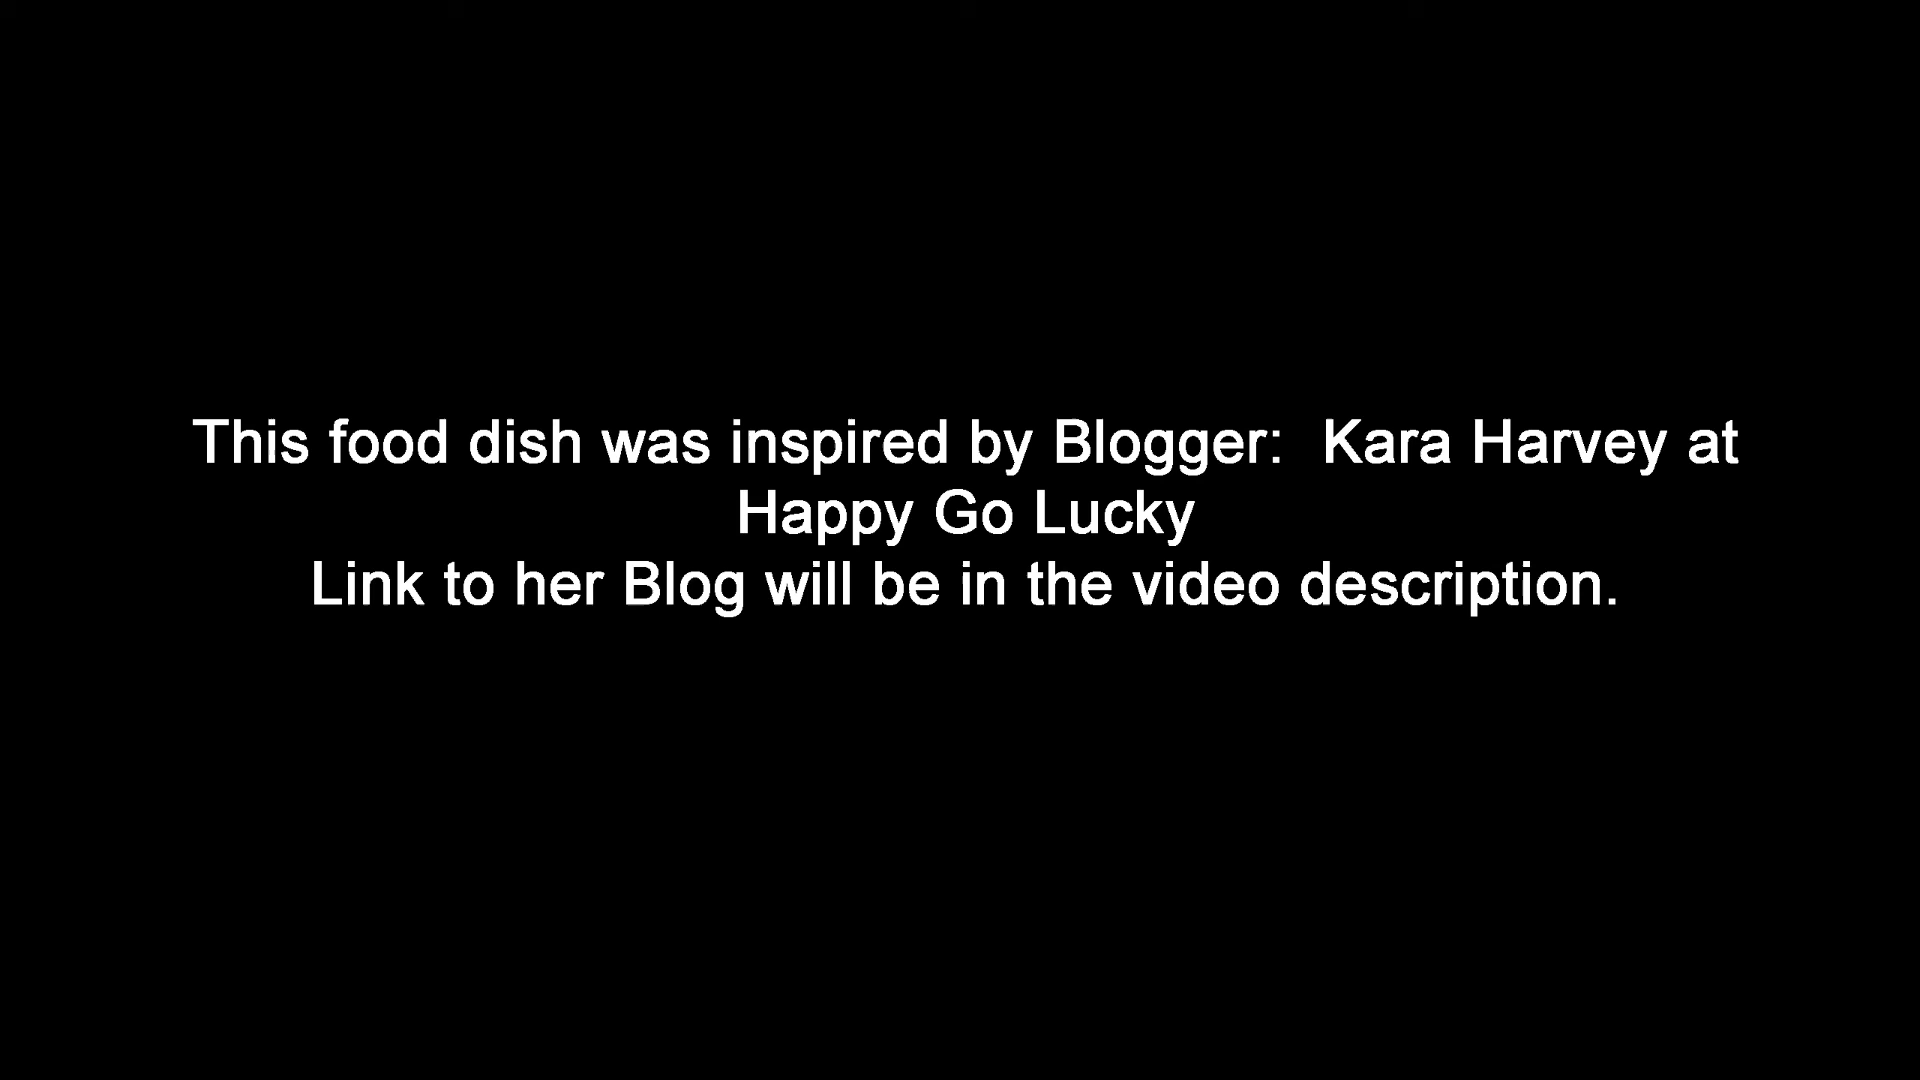 This food dish was inspired by Blogger:  Kara Harvey at
Happy Go Lucky
Link to her Blog will be in the video description.